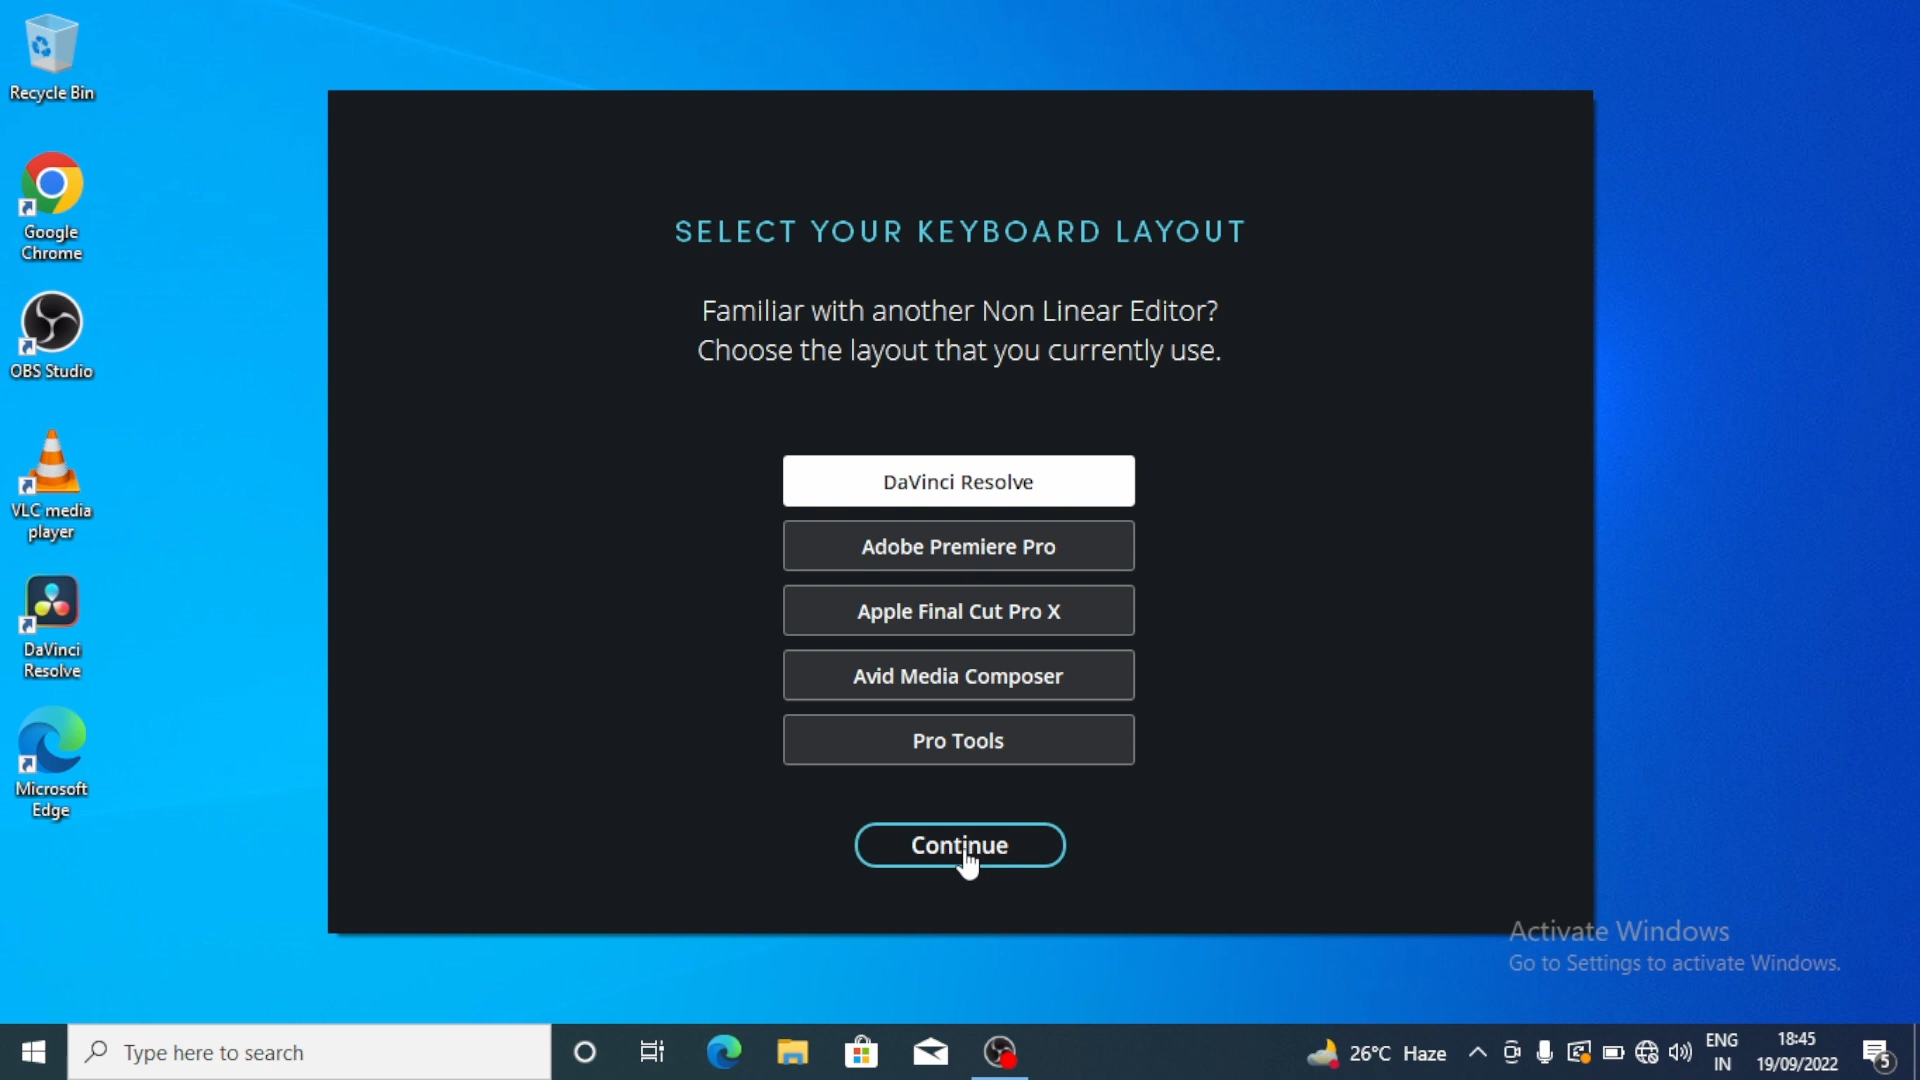 Recycle Bin
Google
Chrome
OBS Studio
VLC media
player
DaVinci
Resolve
Microsoft
Edge
SELECT YOUR KEYBOARD LAYOUT
Familiar with another Non Linear Editor?
Choose the layout that you currently use.
DaVinci Resolve
Adobe Premiere Pro
Apple Final Cut Pro X
Avid Media Composer
Pro Tools
Continue
Activate Windows
Go to Settings to activate Windows.
Type here to search
26°C Haze
ENG
IN
18:45
19/09/2022
5